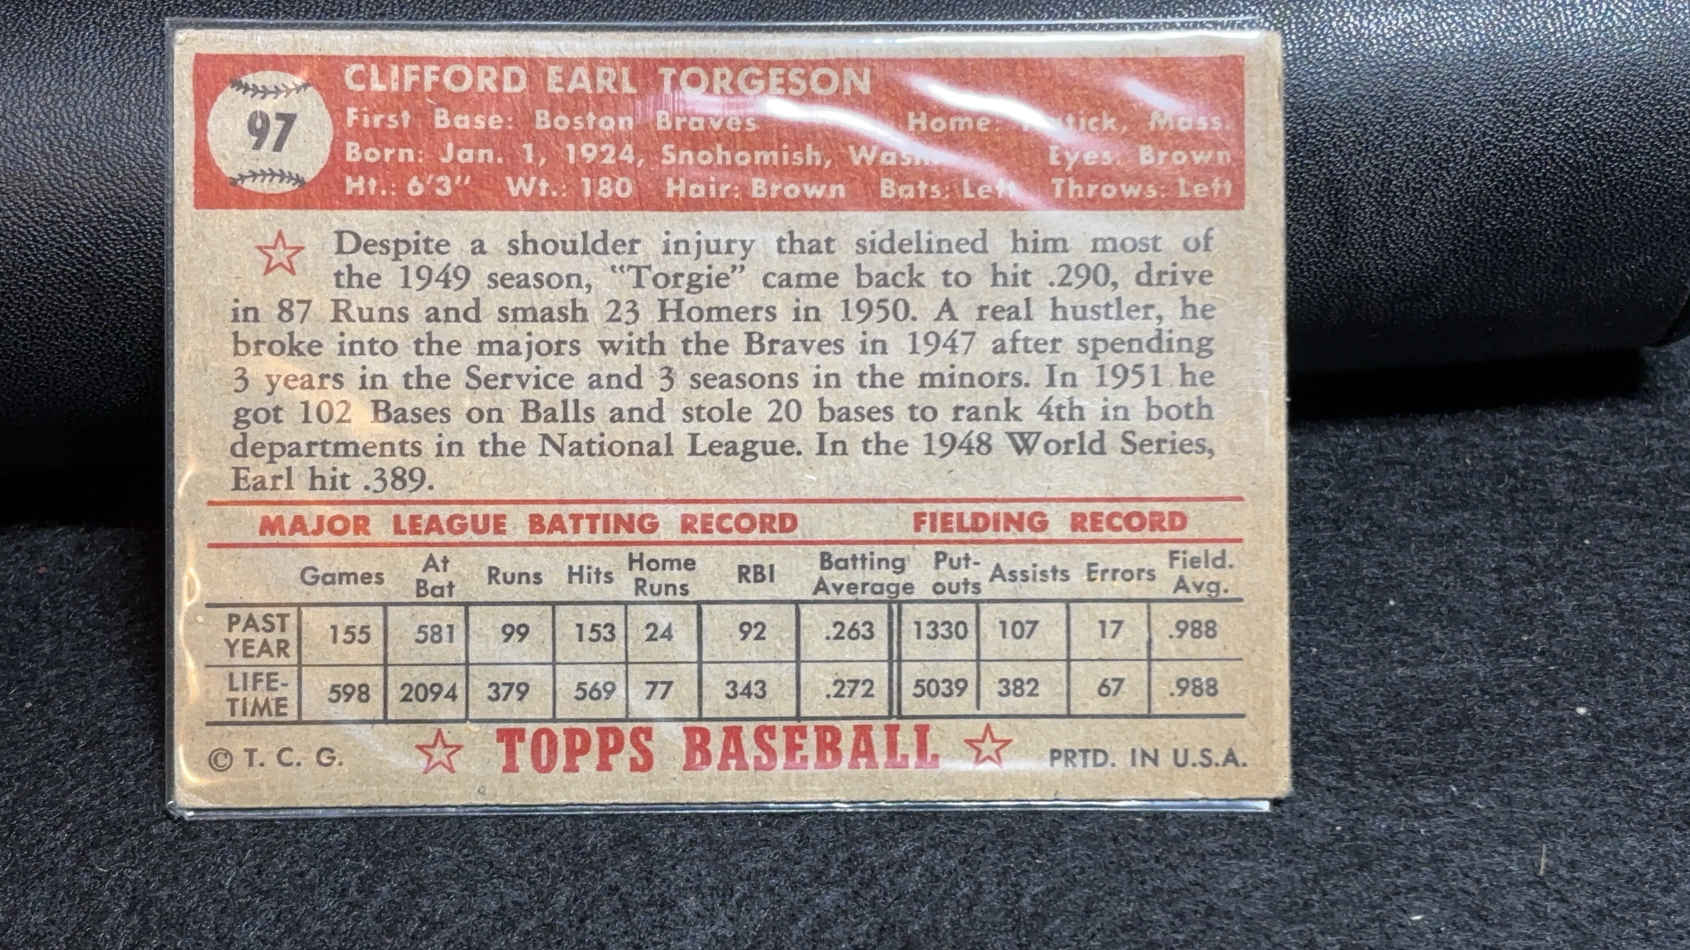 97
CLIFFORD EARL TORGESON
First Base: Boston Braves Home: Mass.
Born: Jan. 1, 1924, Snohomish, Eyes: Brown
Ht.: 6'3" Wt.: 180 Hair: Brown Bats: Left Throws: Left
Despite a shoulder injury that sidelined him most of
the 1949 season, "Torgie" came back to hit .290, drive
in 87 Runs and smash 23 Homers in 1950. A real hustler, he
broke into the majors with the Braves in 1947 after spending
3 years in the Service and 3 seasons in the minors. In 1951 he
got 102 Bases on Balls and stole 20 bases to rank 4th in both
departments in the National League. In the 1948 World Series,
Earl hit .389.
MAJOR LEAGUE BATTING RECORD FIELDING RECORD
Games At Bat Runs Hits Home Runs RBI Batting Average Put-outs Assists Errors Field. Avg.
PAST YEAR 155 581 99 153 24 92 .263 1330 107 17 .988
LIFE-TIME 598 2094 379 569 77 343 .272 5039 382 67 .988
© T. C. G. TOPPS BASEBALL PRTD. IN U.S.A.